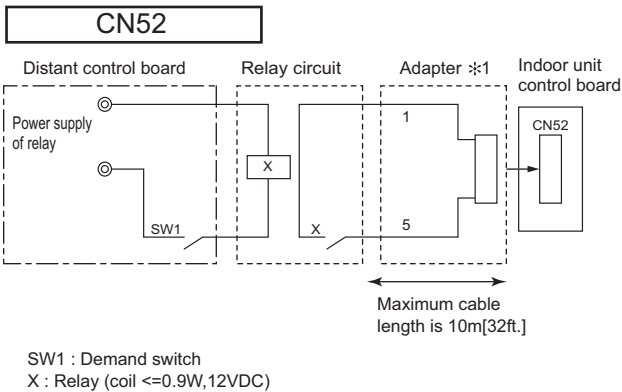 CN52
Distant control board
Relay circuit
Adapter ✻1
Indoor unit
control board
Power supply
of relay
X
1
CN52
SW1
X
5
Maximum cable
length is 10m[32ft.]
SW1 : Demand switch
X : Relay (coil <=0.9W,12VDC)